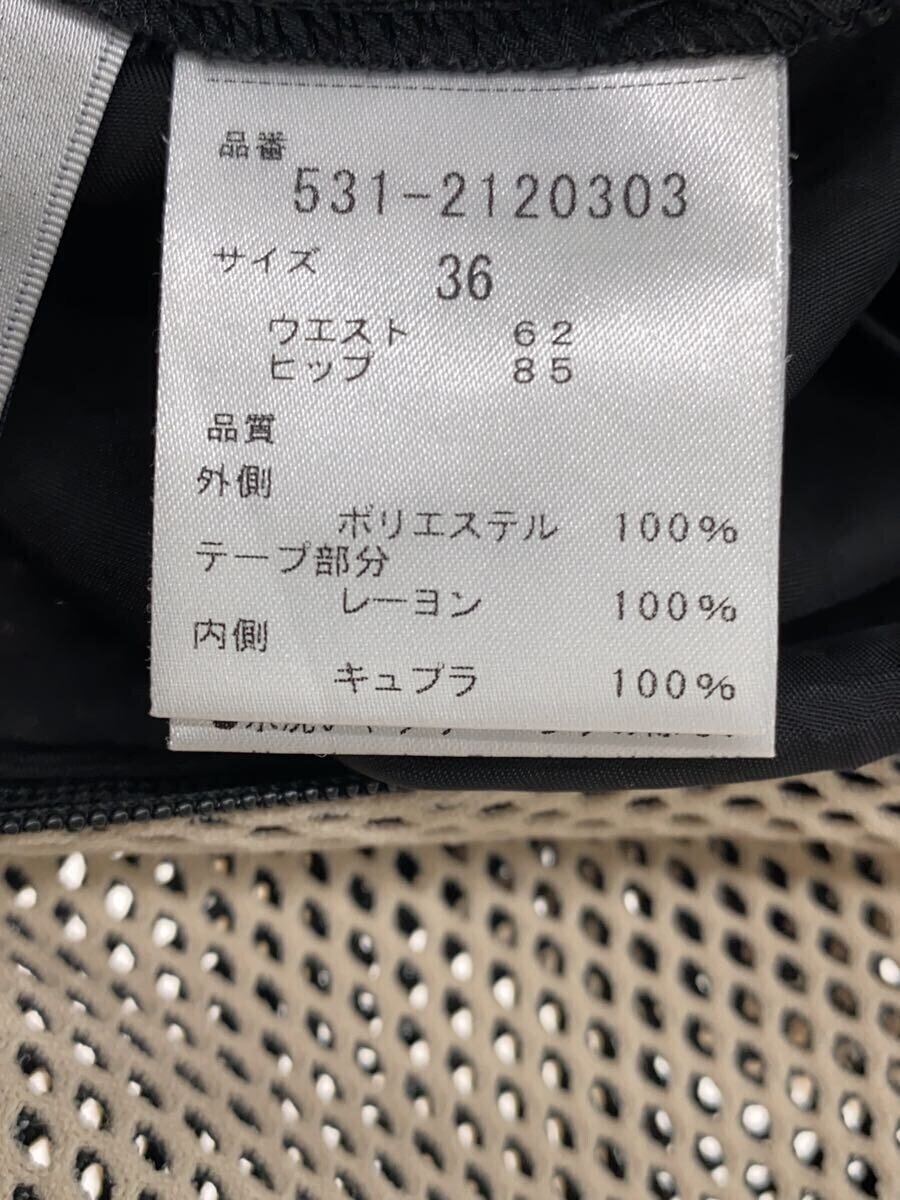 品番
531-2120303
サイズ 36
ウエスト 62
ヒップ 85
品質
外側
ポリエステル 100%
テープ部分
レーヨン 100%
内側
キュプラ 100%